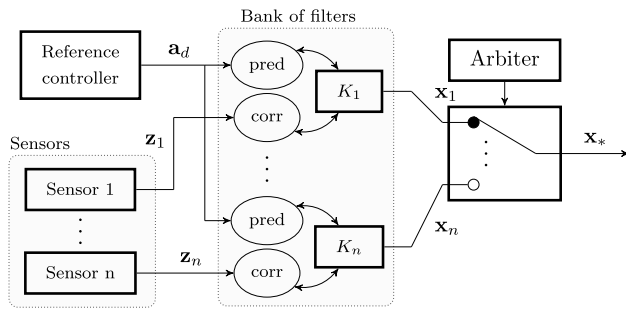 Bank of filters
Reference
controller
a_d
pred
K_1
corr
Arbiter
x_1
x_*
Sensors
z_1
Sensor 1
Sensor n
z_n
pred
K_n
corr
x_n